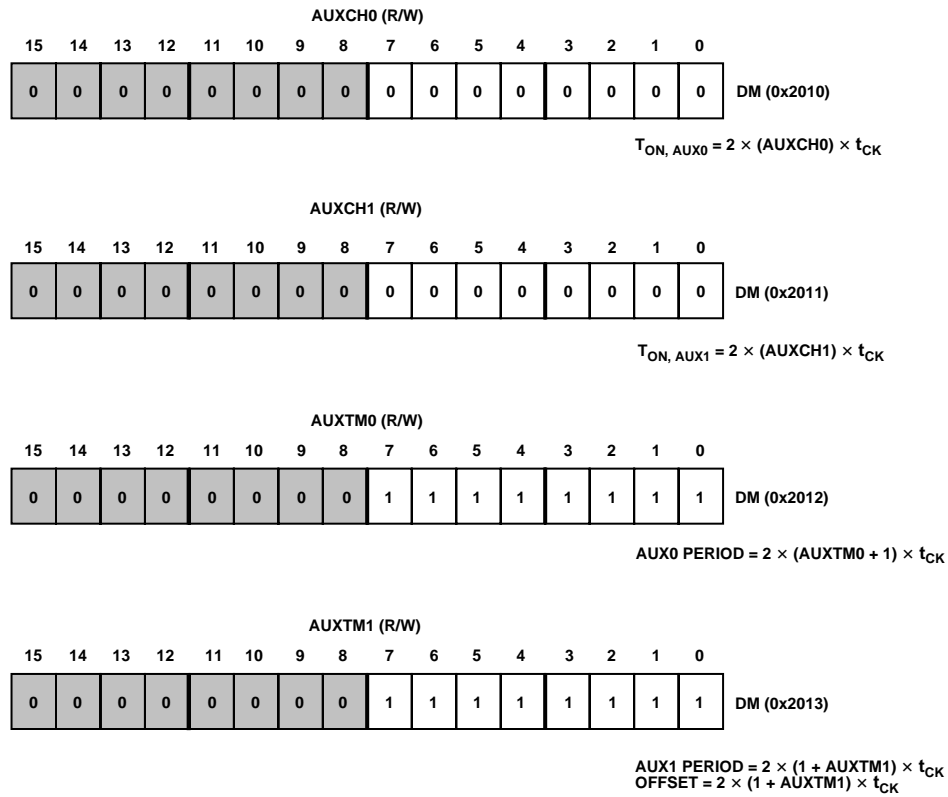 AUXCH0 (R/W)
15 14 13 12 11 10 9 8 7 6 5 4 3 2 1 0
0 0 0 0 0 0 0 0 0 0 0 0 0 0 0 0 DM (0x2010)
TON, AUX0 = 2 × (AUXCH0) × tCK
AUXCH1 (R/W)
15 14 13 12 11 10 9 8 7 6 5 4 3 2 1 0
0 0 0 0 0 0 0 0 0 0 0 0 0 0 0 0 DM (0x2011)
TON, AUX1 = 2 × (AUXCH1) × tCK
AUXTM0 (R/W)
15 14 13 12 11 10 9 8 7 6 5 4 3 2 1 0
0 0 0 0 0 0 0 0 1 1 1 1 1 1 1 1 DM (0x2012)
AUX0 PERIOD = 2 × (AUXTM0 + 1) × tCK
AUXTM1 (R/W)
15 14 13 12 11 10 9 8 7 6 5 4 3 2 1 0
0 0 0 0 0 0 0 0 1 1 1 1 1 1 1 1 DM (0x2013)
AUX1 PERIOD = 2 × (1 + AUXTM1) × tCK
OFFSET = 2 × (1 + AUXTM1) × tCK